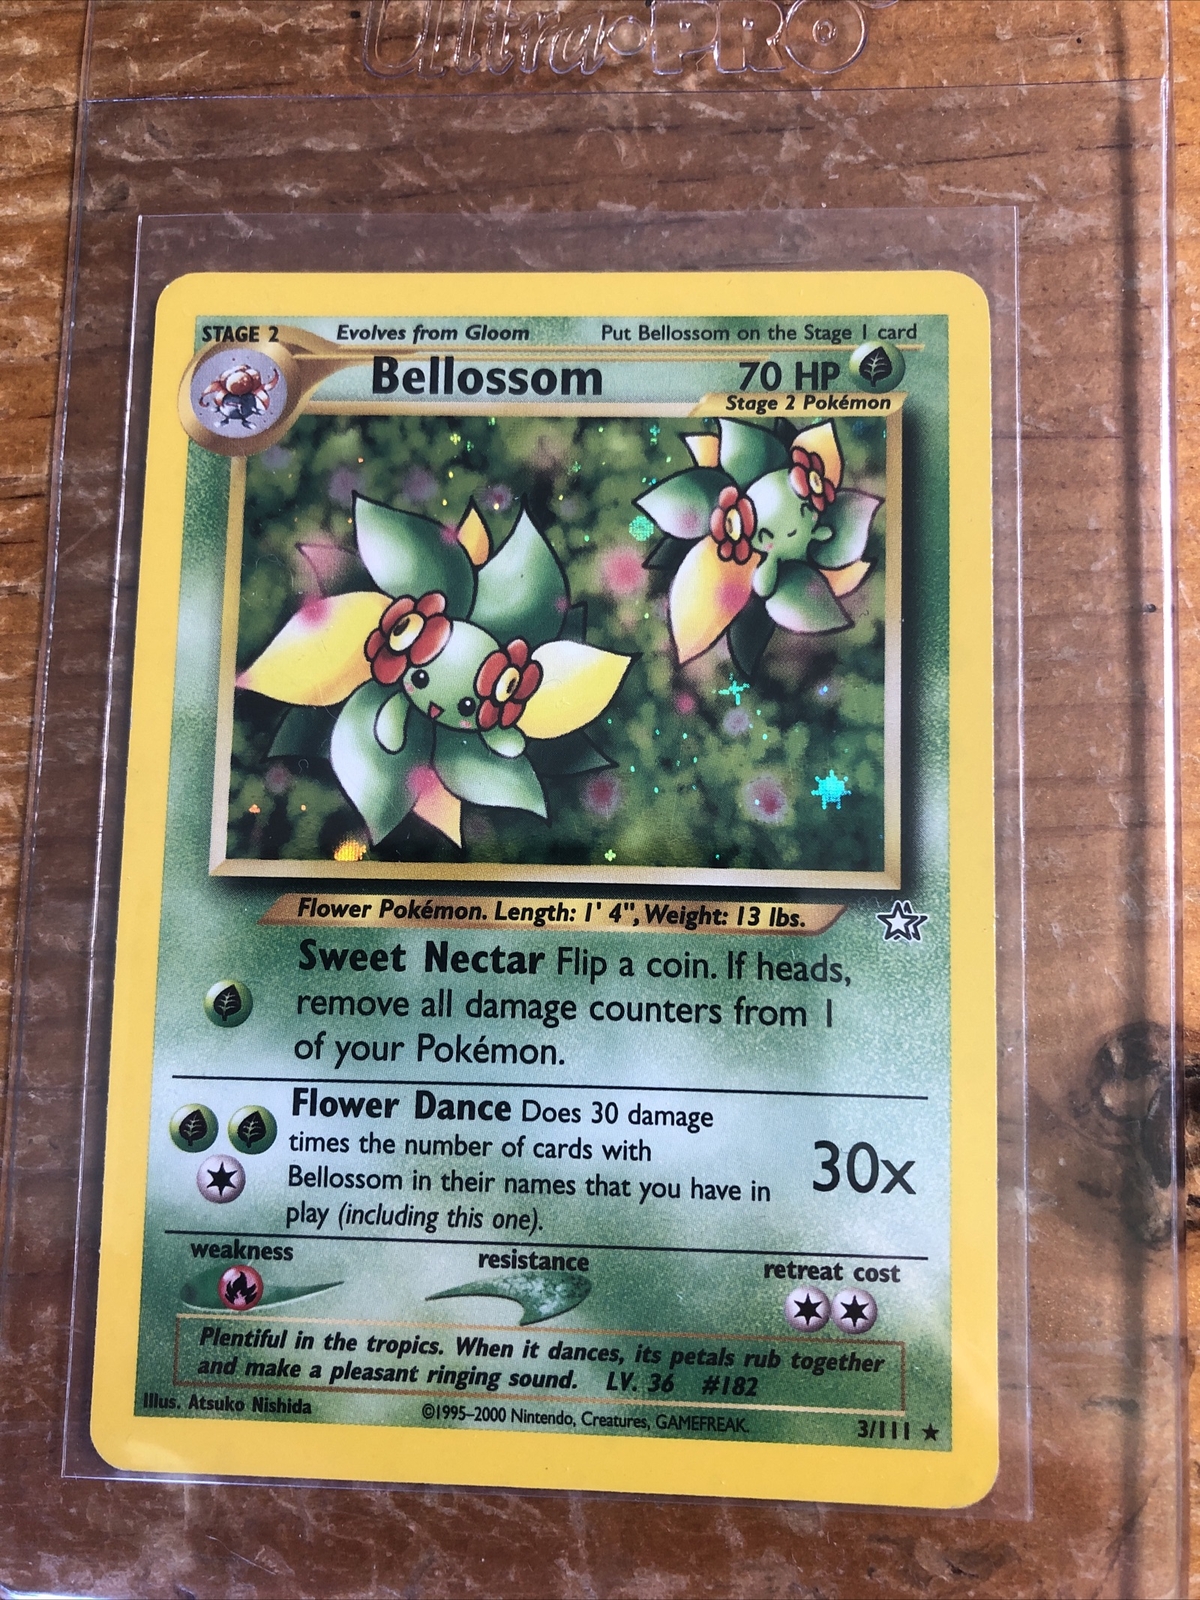 Ultra•PRO
STAGE 2 Evolves from Gloom Put Bellossom on the Stage 1 card
Bellossom 70 HP
Stage 2 Pokémon
Flower Pokémon. Length: 1' 4", Weight: 13 lbs.
Sweet Nectar Flip a coin. If heads,
remove all damage counters from 1
of your Pokémon.
Flower Dance Does 30 damage
times the number of cards with
Bellossom in their names that you have in
play (including this one).
30x
weakness resistance retreat cost
Plentiful in the tropics. When it dances, its petals rub together
and make a pleasant ringing sound. LV. 36 #182
Illus. Atsuko Nishida ©1995–2000 Nintendo, Creatures, GAMEFREAK. 3/111 ★